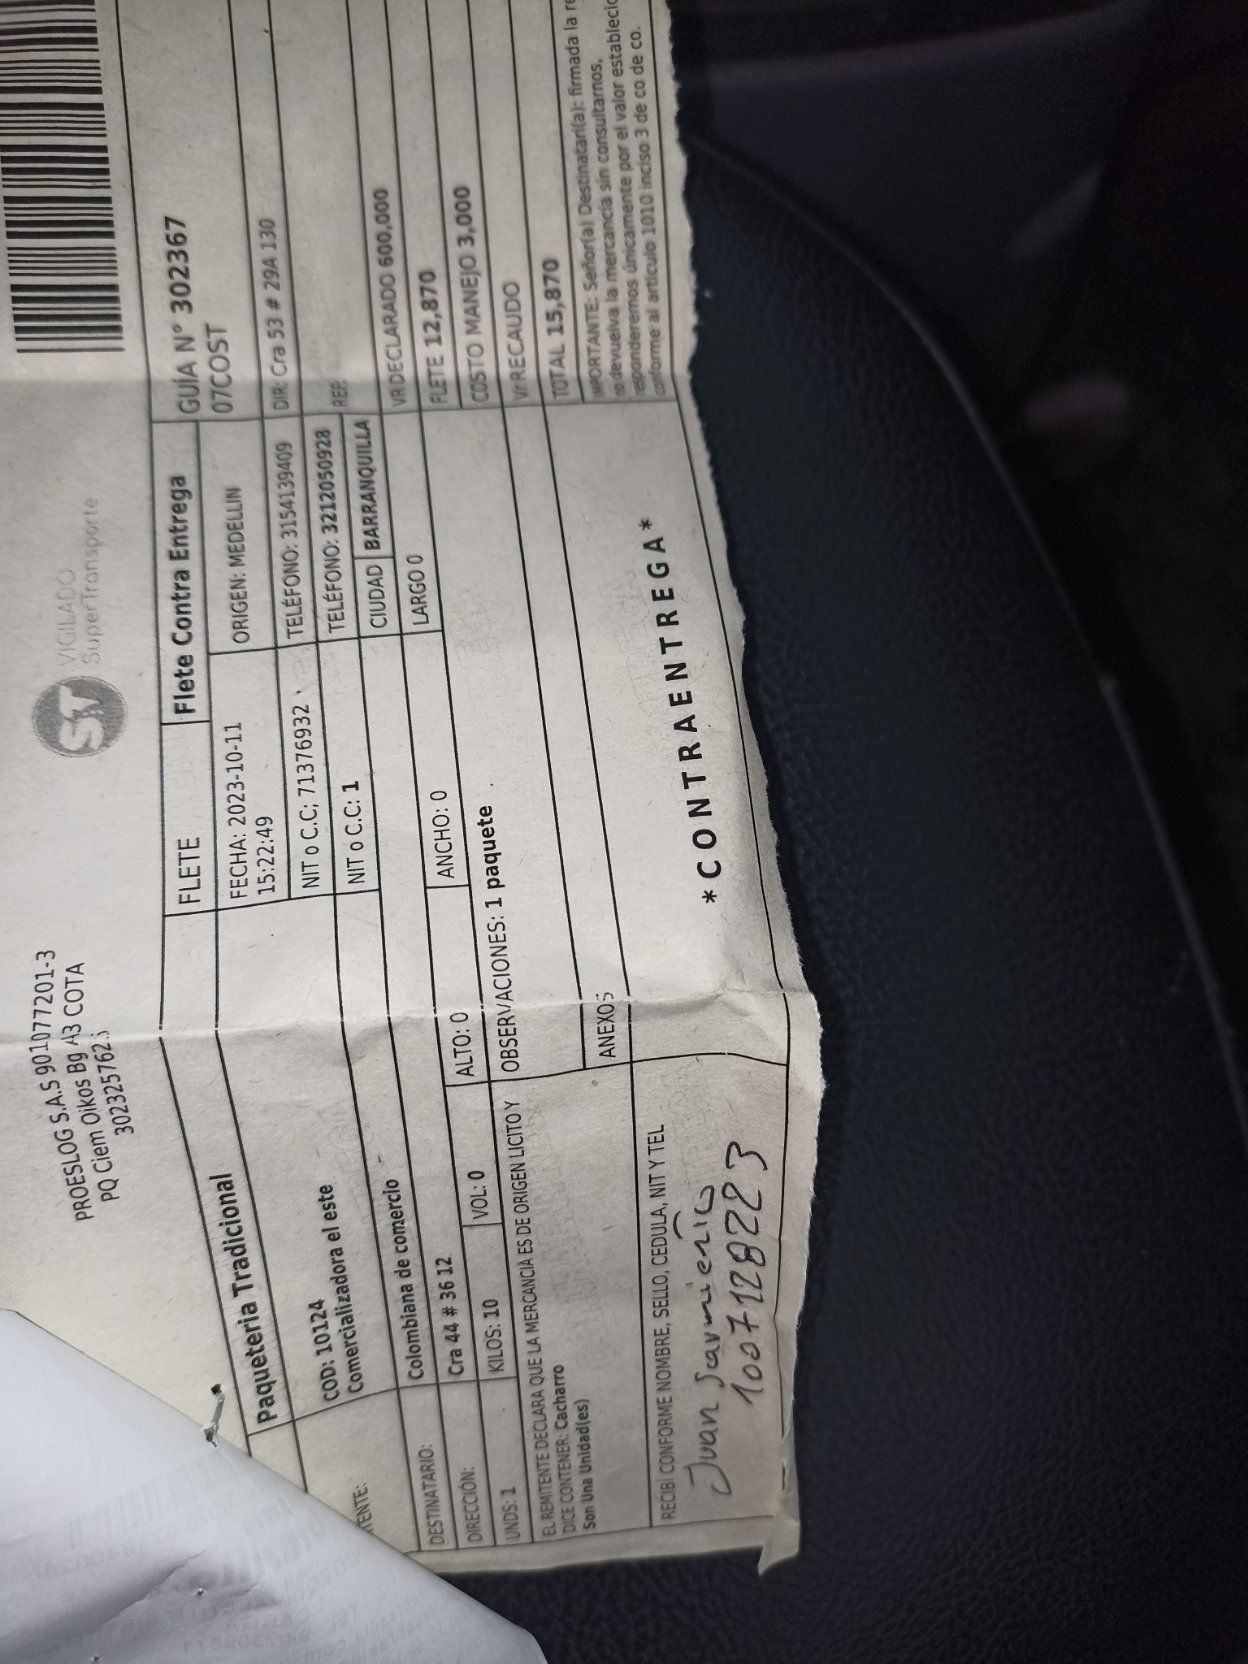 PROESLOG S.A.S 901077201-3
PQ Ciem Oikos Bg A3 COTA
302325762
VIGILADO
SuperTransporte
Paqueteria Tradicional
FLETE
Flete Contra Entrega
GUÍA N° 302367
07COST
COD: 10124
Comercializadora el este
FECHA: 2023-10-11
15:22:49
ORIGEN: MEDELLIN
NIT o C.C: 71376932
TELÉFONO: 3154139409
DIR: Cra 53 # 29A 130
DESTINATARIO:
Colombiana de comercio
NIT o C.C: 1
TELÉFONO: 3212050928
REF:
DIRECCIÓN:
Cra 44 # 36 12
CIUDAD
BARRANQUILLA
VR DECLARADO 600,000
UNDS: 1
KILOS: 10
VOL: 0
ALTO: 0
ANCHO: 0
LARGO 0
FLETE 12,870
EL REMITENTE DECLARA QUE LA MERCANCIA ES DE ORIGEN LICITO Y
DICE CONTENER: Cacharro
Son Una Unidad(es)
OBSERVACIONES: 1 paquete
COSTO MANEJO 3,000
Vr RECAUDO
ANEXOS
TOTAL 15,870
RECIBÍ CONFORME NOMBRE, SELLO, CEDULA, NIT Y TEL
Juan Sarmiento
1007128223
*CONTRAENTREGA*
IMPORTANTE: Señor(a) Destinatari(a): firmada la
no devuelva la mercancía sin consultarnos,
responderemos únicamente por el valor
conforme al articulo 1010 inciso 3 de co de co.